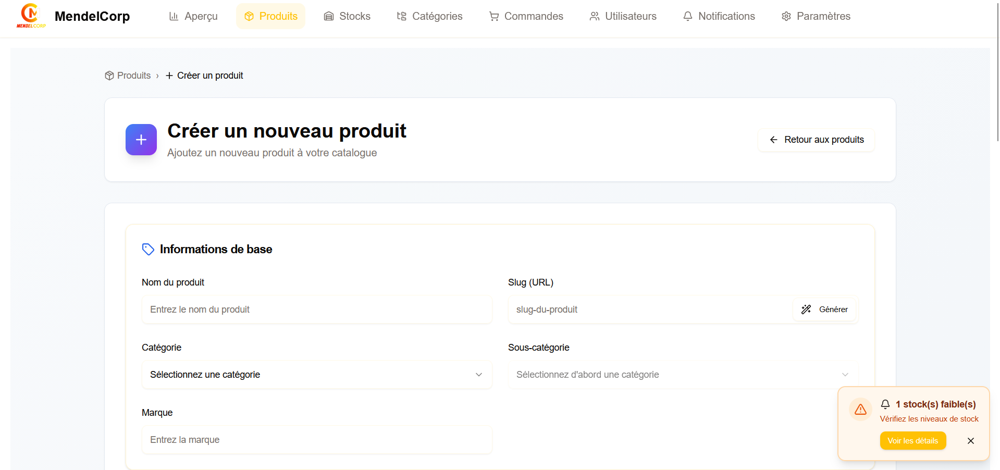 MENDELCORP
MendelCorp
Aperçu
Produits
Stocks
Catégories
Commandes
Utilisateurs
Notifications
Paramètres
Produits › + Créer un produit
Créer un nouveau produit
Ajoutez un nouveau produit à votre catalogue
Retour aux produits
Informations de base
Nom du produit
Entrez le nom du produit
Slug (URL)
slug-du-produit
Générer
Catégorie
Sélectionnez une catégorie
Sous-catégorie
Sélectionnez d'abord une catégorie
Marque
Entrez la marque
1 stock(s) faible(s)
Vérifiez les niveaux de stock
Voir les détails